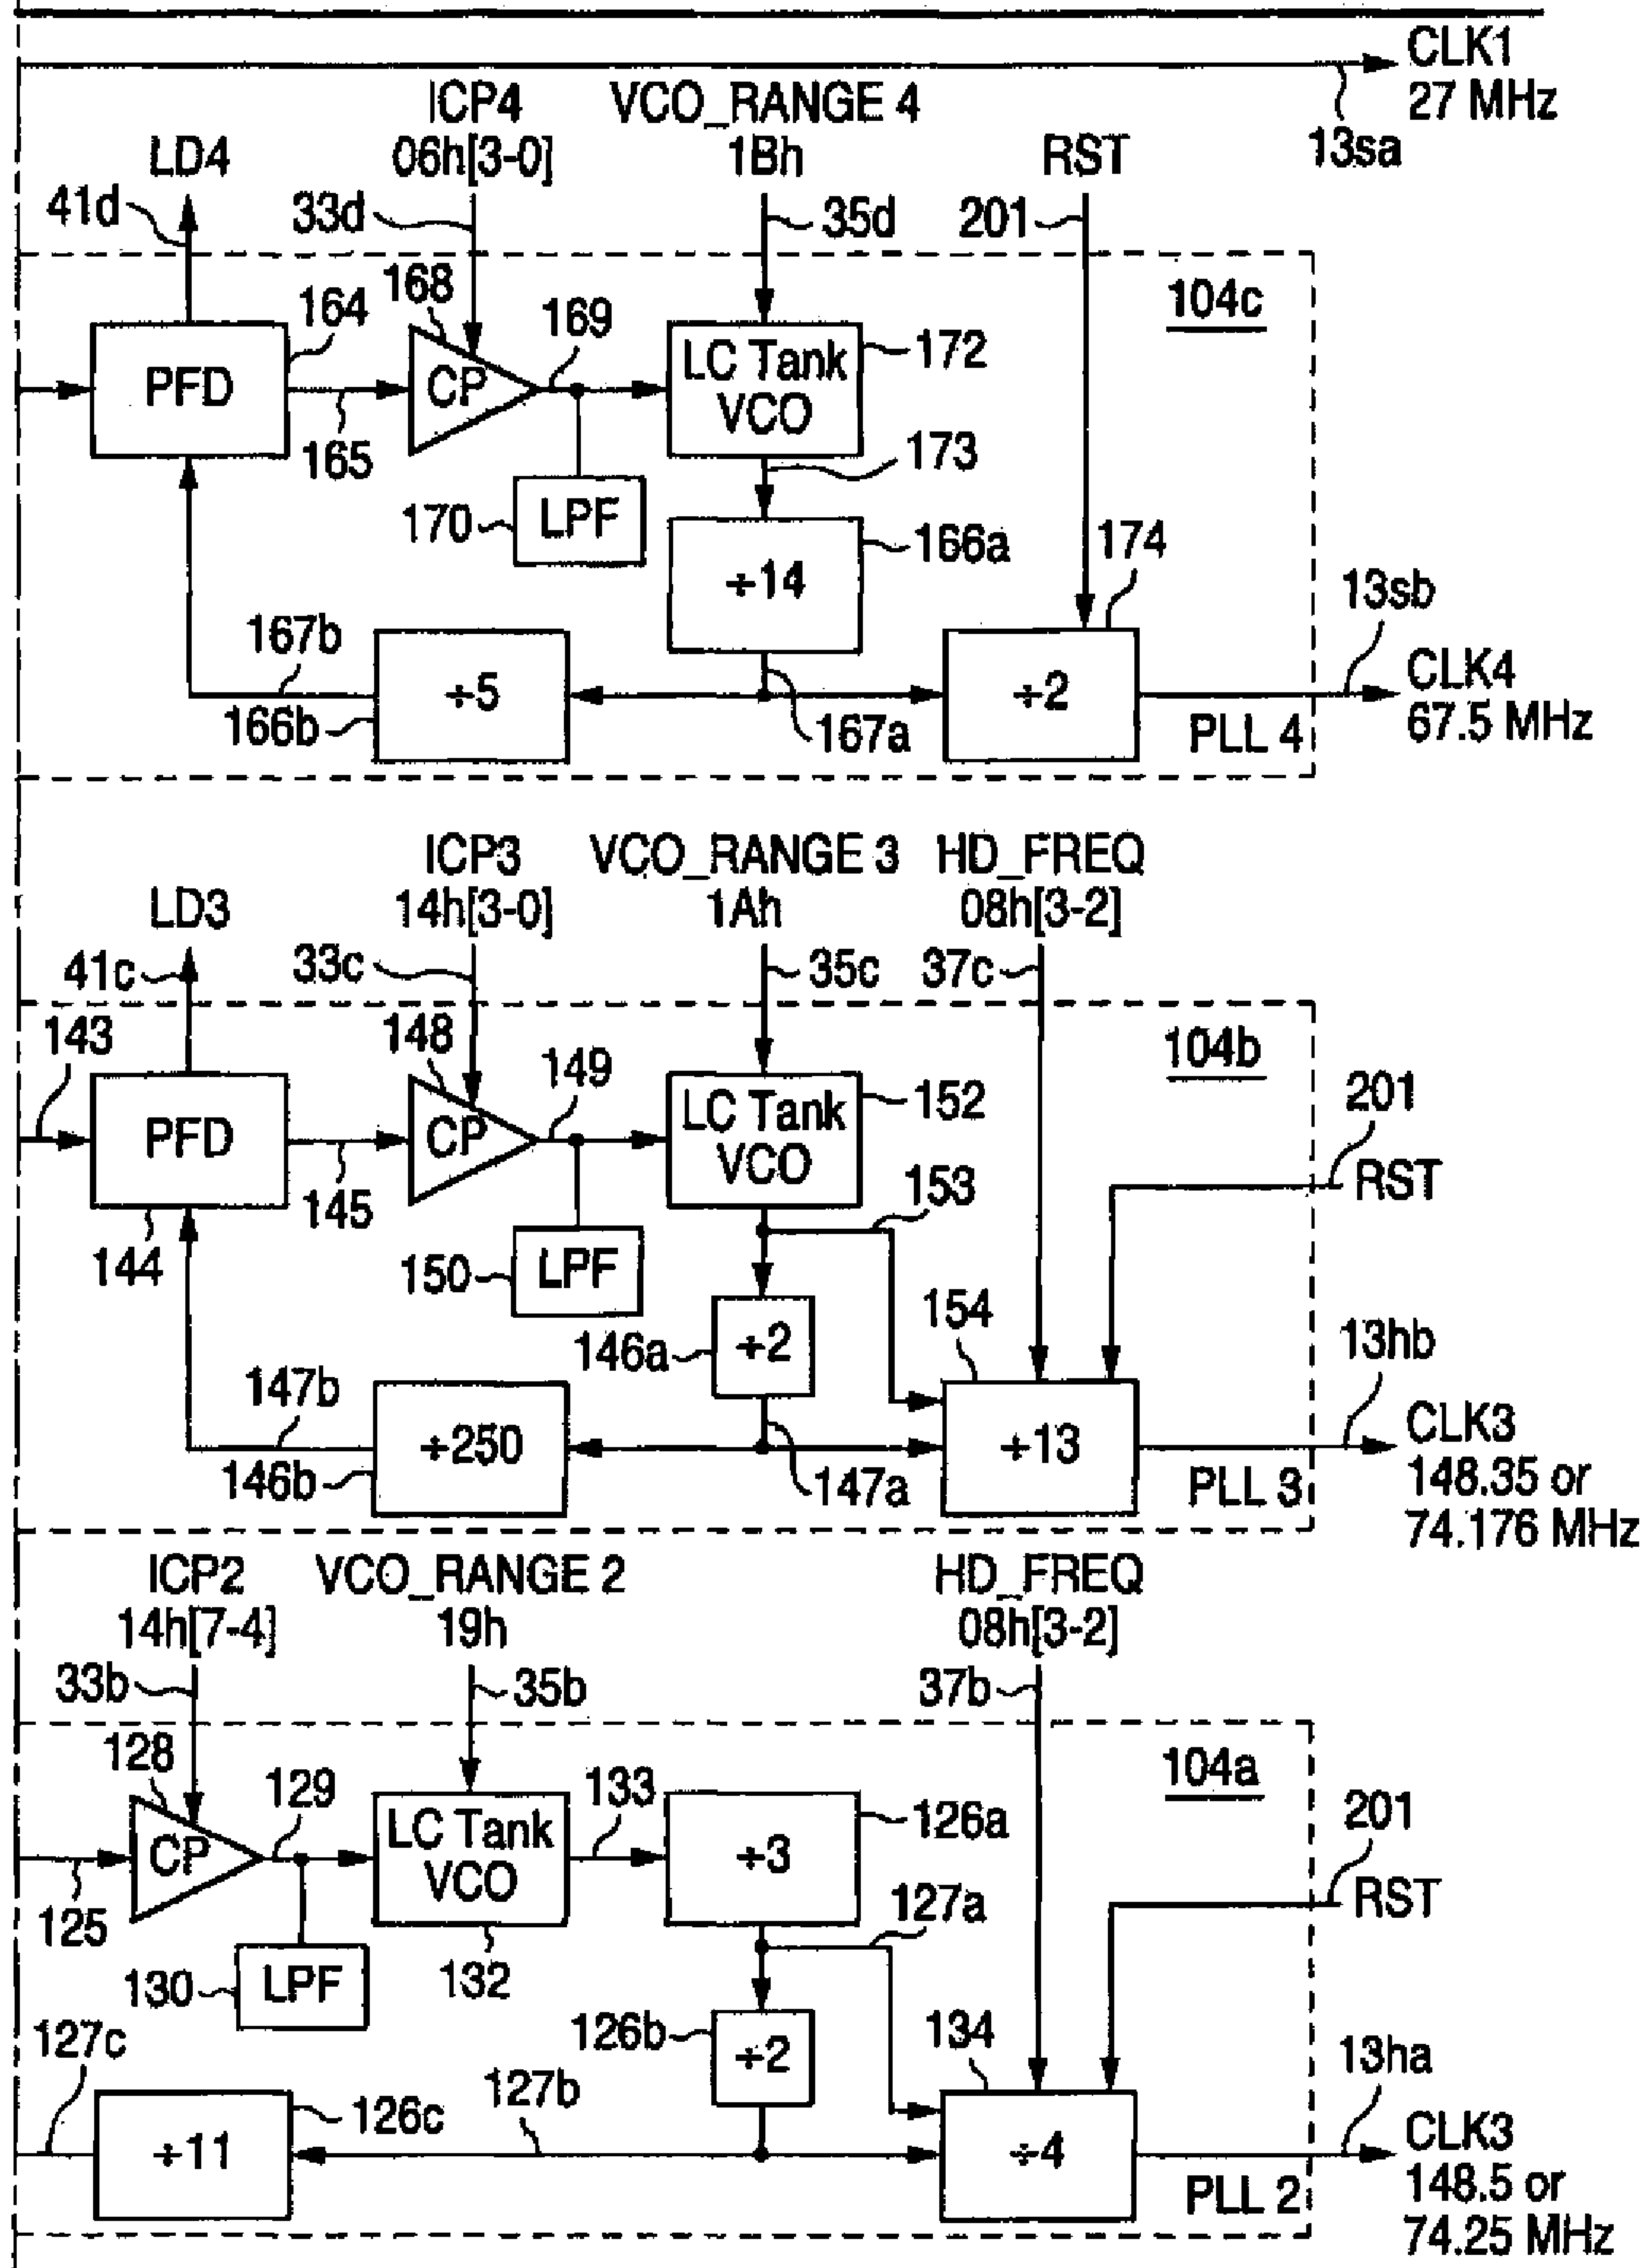 CLK1
27 MHz
13sa
ICP4
06h[3-0]
VCO_RANGE 4
1Bh
RST
LD4
41d
33d
35d
201
104c
164
168
169
172
PFD
CP
LC Tank
VCO
165
173
170
LPF
166a
÷14
174
167b
13sb
÷5
÷2
CLK4
67.5 MHz
166b
167a
PLL 4
ICP3
14h[3-0]
VCO_RANGE 3
1Ah
HD_FREQ
08h[3-2]
LD3
41c
33c
35c
37c
143
148
149
104b
152
201
PFD
CP
LC Tank
VCO
RST
144
145
153
150
LPF
154
146a
÷2
13hb
147b
÷250
÷13
CLK3
148.35 or
74.176 MHz
146b
147a
PLL 3
ICP2
14h[7-4]
VCO_RANGE 2
19h
HD_FREQ
08h[3-2]
33b
35b
37b
128
129
133
104a
126a
201
CP
LC Tank
VCO
÷3
RST
125
127a
130
LPF
132
126b
÷2
134
127c
127b
13ha
÷11
126c
÷4
CLK3
148.5 or
74.25 MHz
PLL 2